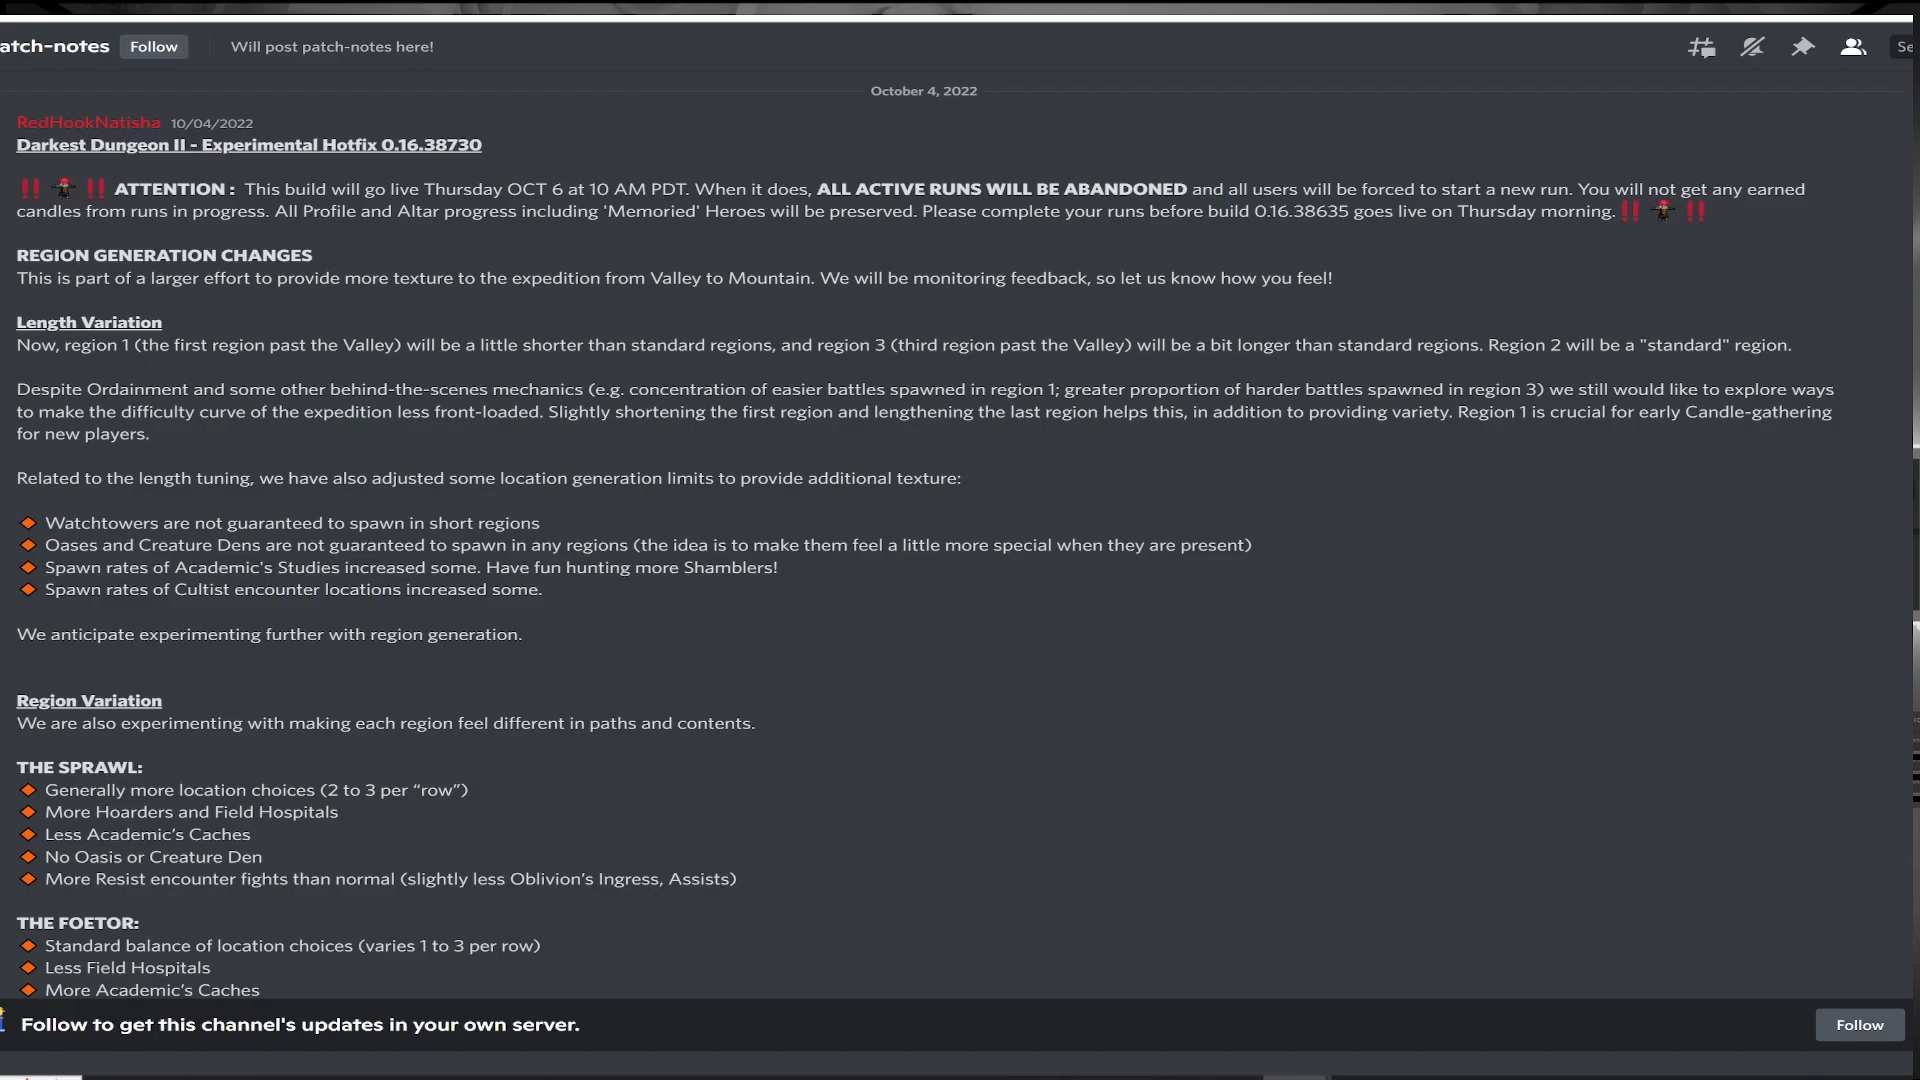 atch-notes Follow Will post patch-notes here!
October 4, 2022
RedHookNatisha 10/04/2022
Darkest Dungeon II - Experimental Hotfix 0.16.38730
‼ ‼ ATTENTION : This build will go live Thursday OCT 6 at 10 AM PDT. When it does, ALL ACTIVE RUNS WILL BE ABANDONED and all users will be forced to start a new run. You will not get any earned
candles from runs in progress. All Profile and Altar progress including 'Memoried' Heroes will be preserved. Please complete your runs before build 0.16.38635 goes live on Thursday morning. ‼ ‼
REGION GENERATION CHANGES
This is part of a larger effort to provide more texture to the expedition from Valley to Mountain. We will be monitoring feedback, so let us know how you feel!
Length Variation
Now, region 1 (the first region past the Valley) will be a little shorter than standard regions, and region 3 (third region past the Valley) will be a bit longer than standard regions. Region 2 will be a "standard" region.
Despite Ordainment and some other behind-the-scenes mechanics (e.g. concentration of easier battles spawned in region 1; greater proportion of harder battles spawned in region 3) we still would like to explore ways
to make the difficulty curve of the expedition less front-loaded. Slightly shortening the first region and lengthening the last region helps this, in addition to providing variety. Region 1 is crucial for early Candle-gathering
for new players.
Related to the length tuning, we have also adjusted some location generation limits to provide additional texture:
Watchtowers are not guaranteed to spawn in short regions
Oases and Creature Dens are not guaranteed to spawn in any regions (the idea is to make them feel a little more special when they are present)
Spawn rates of Academic's Studies increased some. Have fun hunting more Shamblers!
Spawn rates of Cultist encounter locations increased some.
We anticipate experimenting further with region generation.
Region Variation
We are also experimenting with making each region feel different in paths and contents.
THE SPRAWL:
Generally more location choices (2 to 3 per “row”)
More Hoarders and Field Hospitals
Less Academic’s Caches
No Oasis or Creature Den
More Resist encounter fights than normal (slightly less Oblivion’s Ingress, Assists)
THE FOETOR:
Standard balance of location choices (varies 1 to 3 per row)
Less Field Hospitals
More Academic’s Caches
Follow to get this channel's updates in your own server. Follow